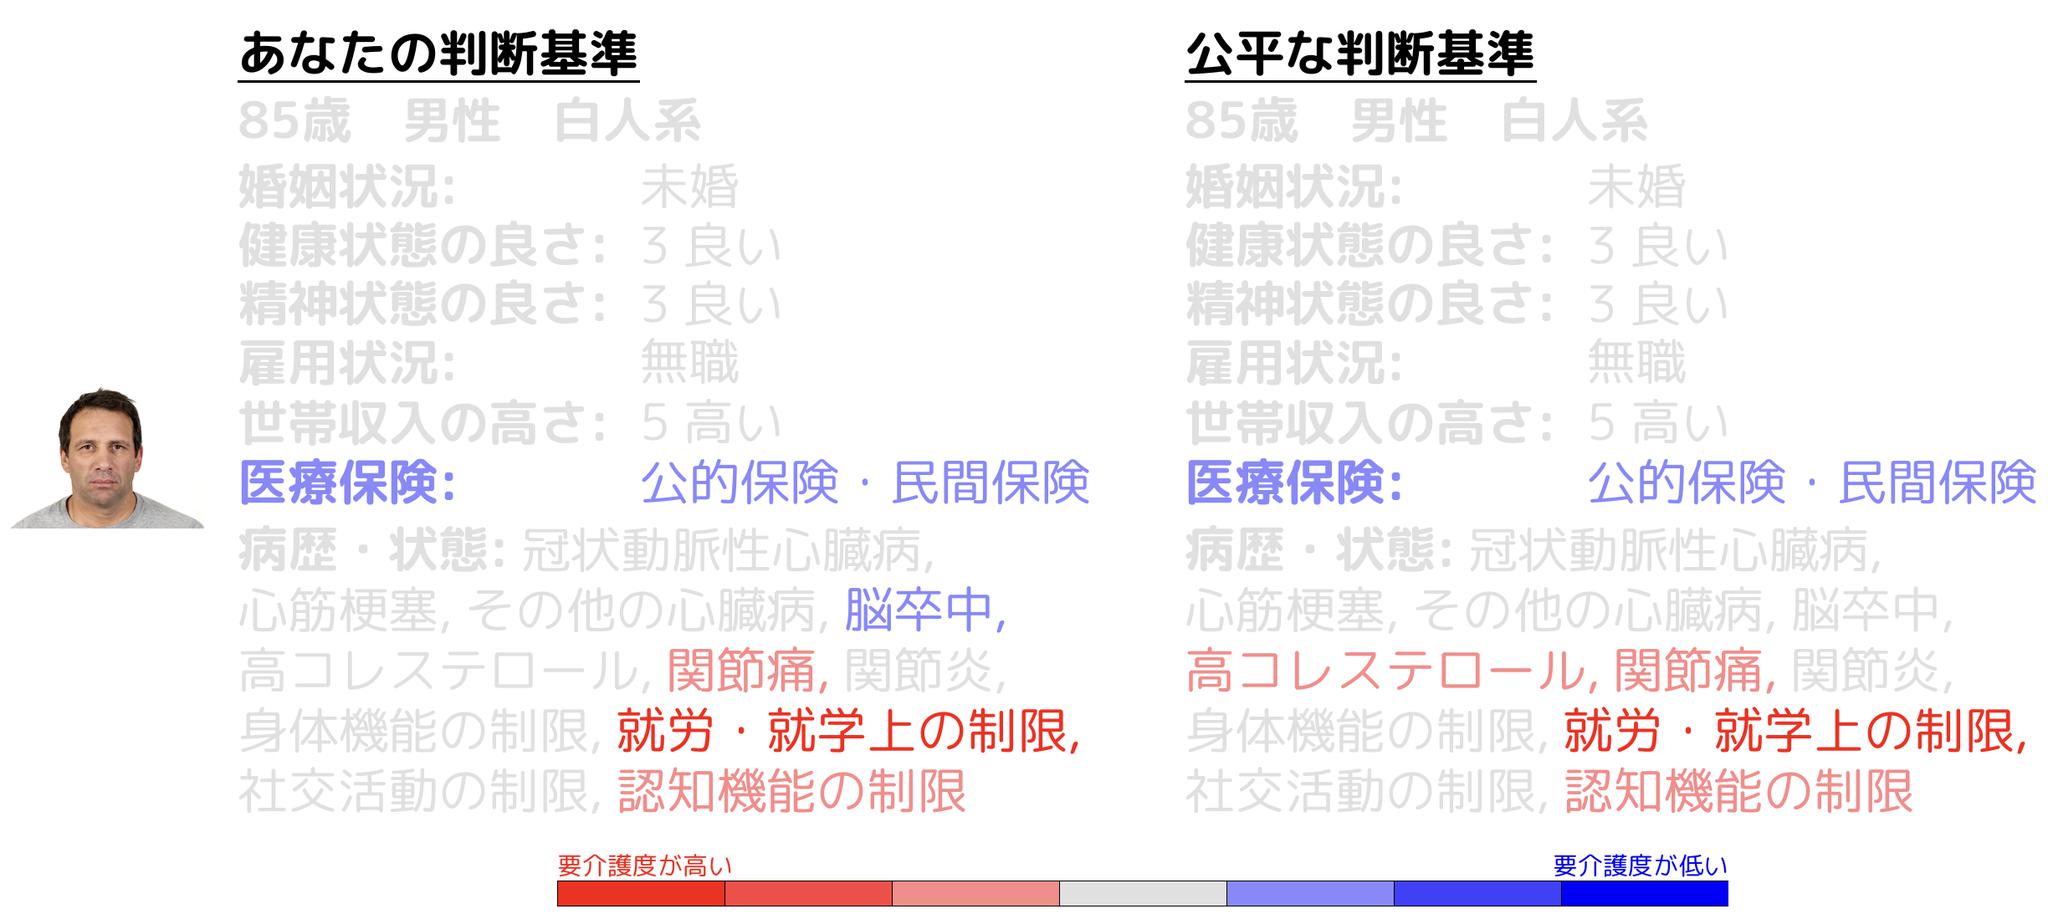 あなたの判断基準
85歳 男性 白人系
婚姻状況: 未婚
健康状態の良さ: 3 良い
精神状態の良さ: 3 良い
雇用状況: 無職
世帯収入の高さ: 5 高い
医療保険: 公的保険・民間保険
病歴・状態: 冠状動脈性心臓病,
心筋梗塞, その他の心臓病, 脳卒中,
高コレステロール, 関節痛, 関節炎,
身体機能の制限, 就労・就学上の制限,
社交活動の制限, 認知機能の制限
公平な判断基準
85歳 男性 白人系
婚姻状況: 未婚
健康状態の良さ: 3 良い
精神状態の良さ: 3 良い
雇用状況: 無職
世帯収入の高さ: 5 高い
医療保険: 公的保険・民間保険
病歴・状態: 冠状動脈性心臓病,
心筋梗塞, その他の心臓病, 脳卒中,
高コレステロール, 関節痛, 関節炎,
身体機能の制限, 就労・就学上の制限,
社交活動の制限, 認知機能の制限
要介護度が高い
要介護度が低い